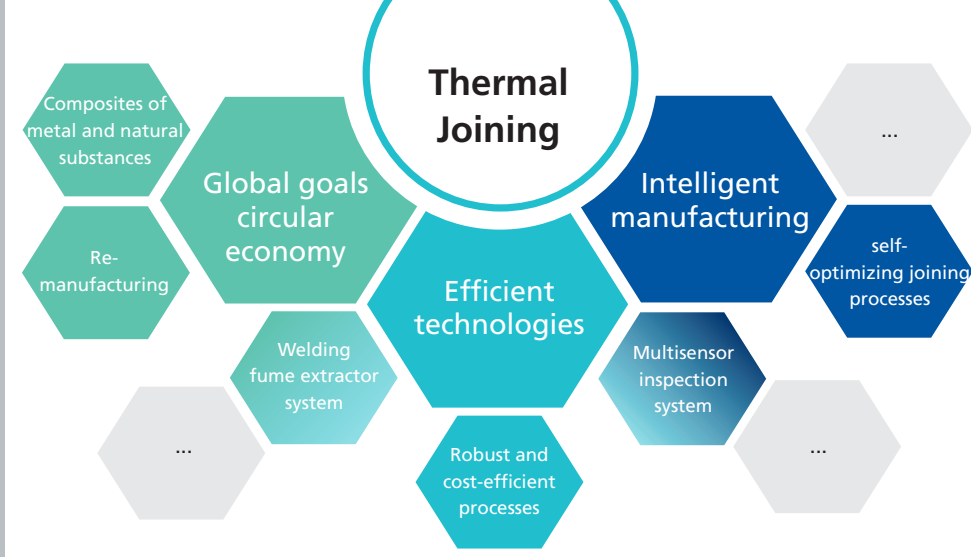 Thermal
Joining
Composites of
metal and natural
substances
Global goals
circular
economy
Re-
manufacturing
Efficient
technologies
Intelligent
manufacturing
...
self-
optimizing joining
processes
Welding
fume extractor
system
Multisensor
inspection
system
...
Robust and
cost-efficient
processes
...